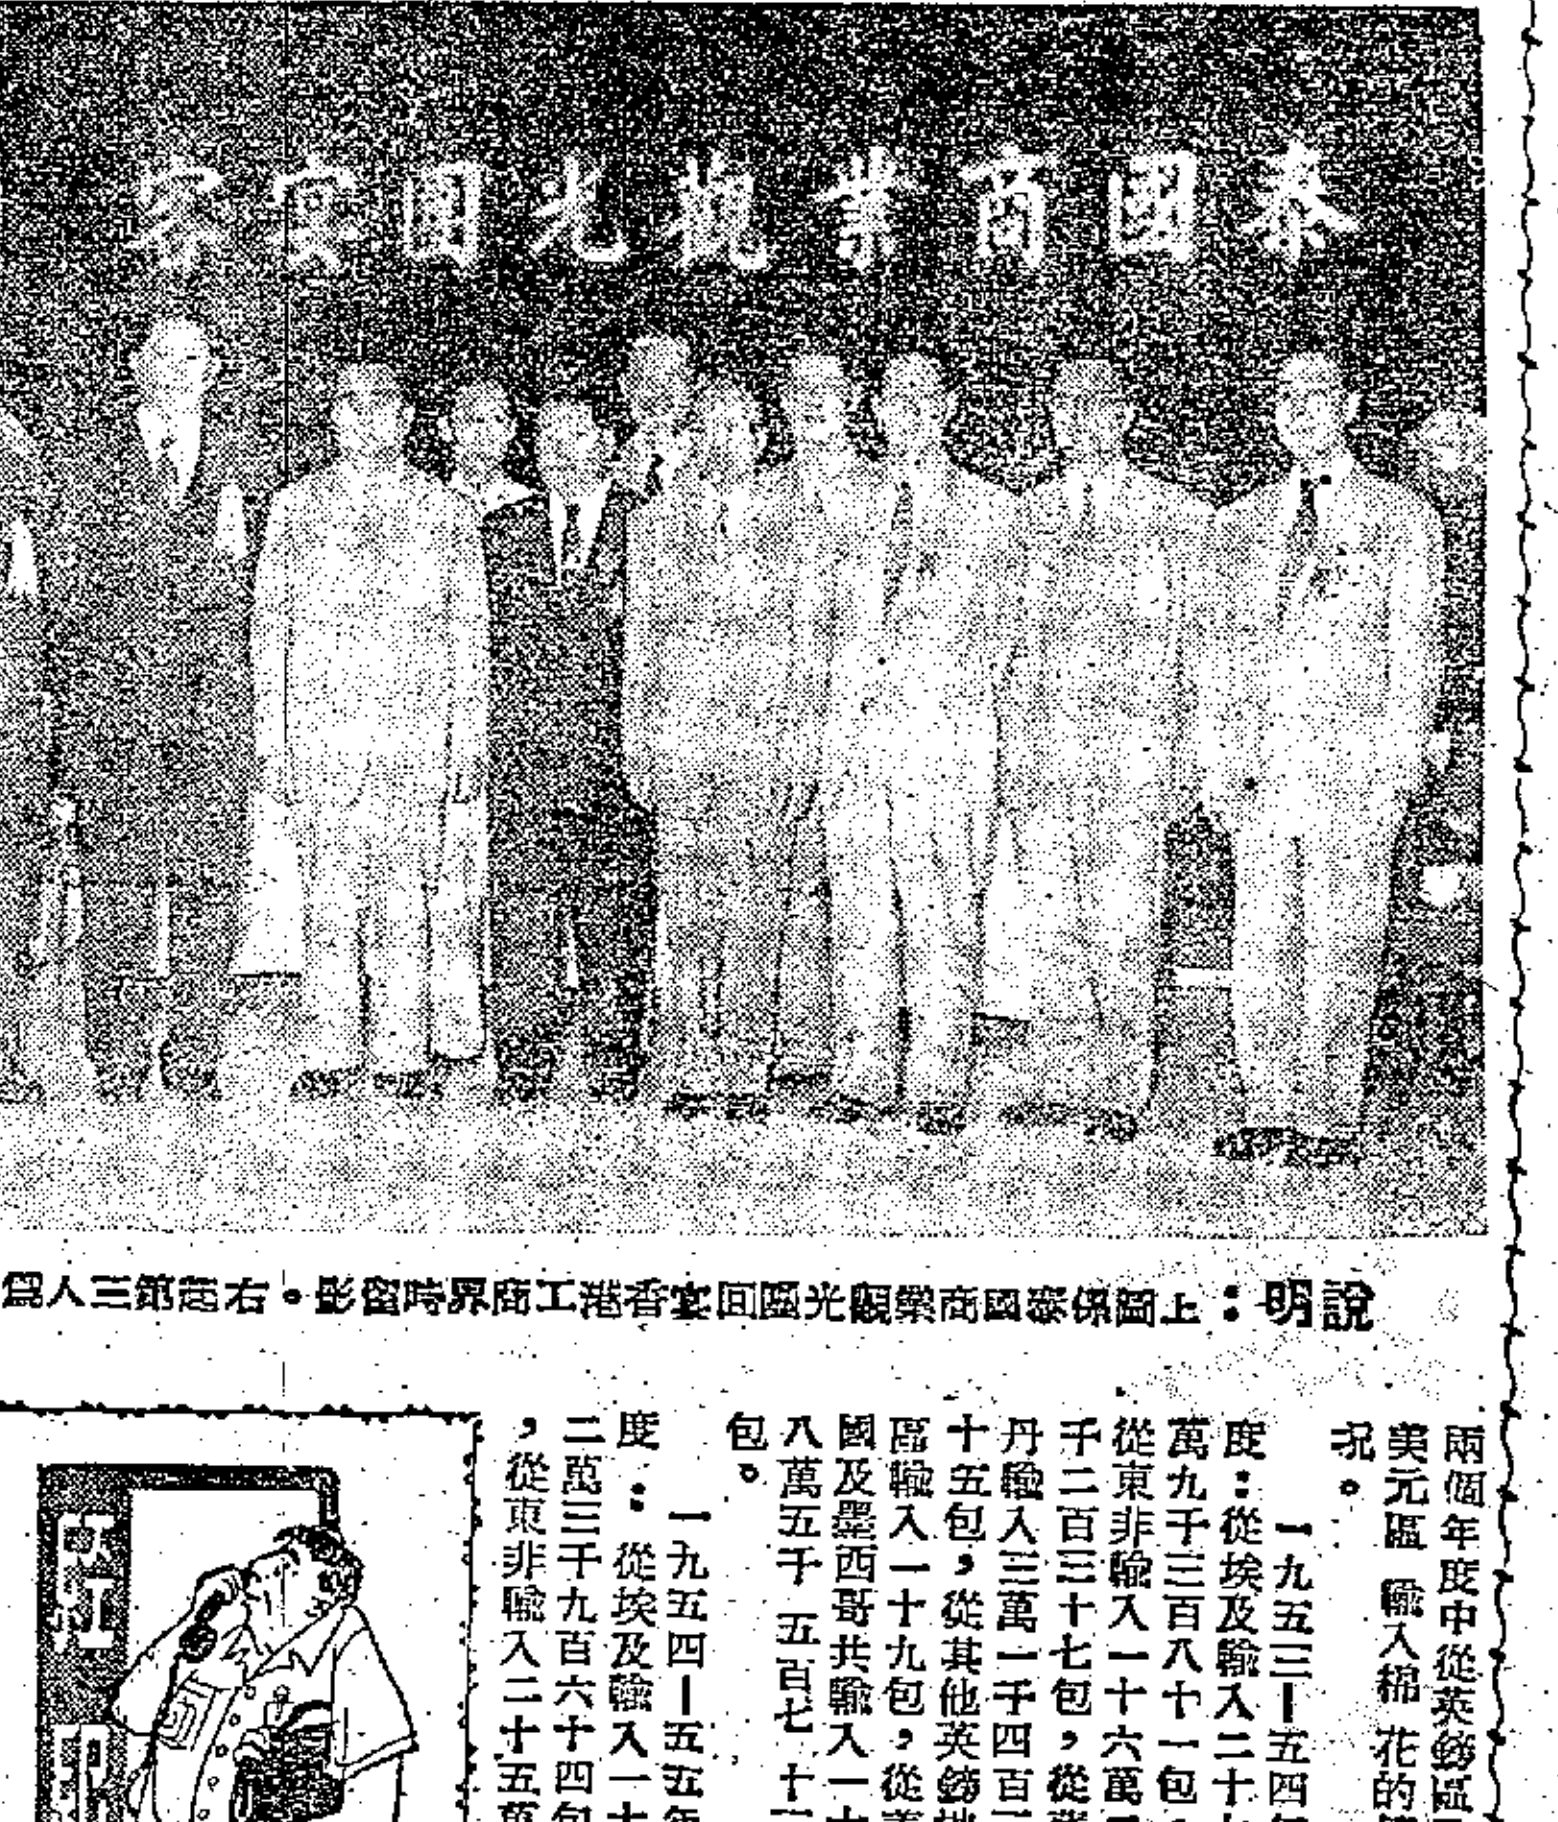 泰國商業觀光團宴客
說明：上圖係泰國商業觀光團回宴香港工商界時留影。右起第三人爲
兩個年度中從英鎊區
美元區 輸入棉花的
況。
一九五三—五四年
度：從埃及輸入二十
萬九千三百八十一包
從東非輸入一十六萬
千二百三十七包，從
丹輸入三萬一千四百
十五包，從其他英鎊地
區輸入一十九包，從美
國及墨西哥共輸入一十
八萬五千五百七十
包。
一九五四—五五年
度：從埃及輸入一十
二萬三千九百六十四包
，從東非輸入二十五萬